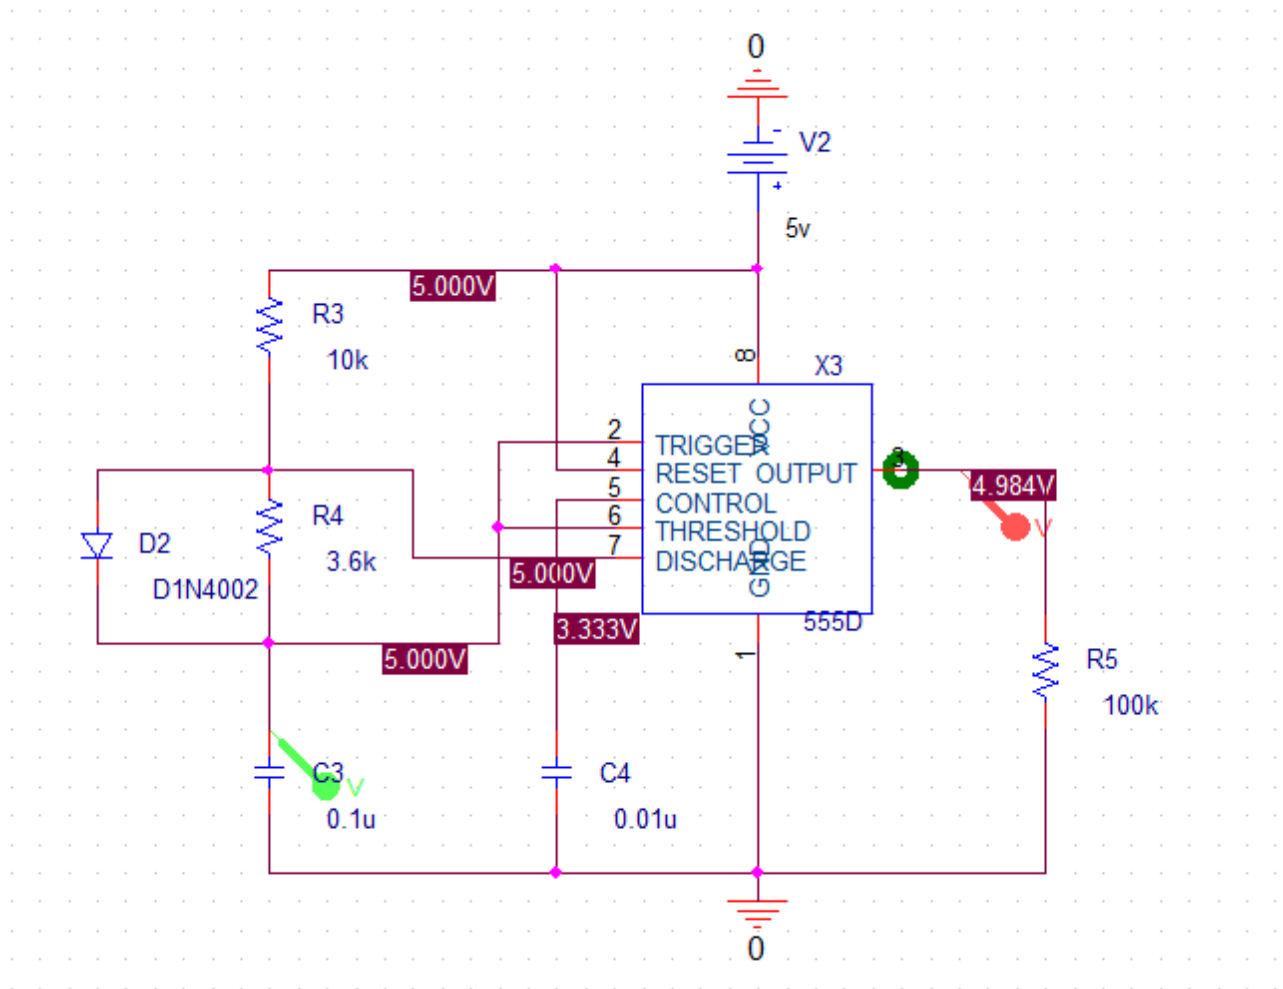 0
-
V2
+
5v
5.000V
R3
10k
8
X3
VCC
2
TRIGGER
4
RESET OUTPUT
3
5
CONTROL
6
THRESHOLD
7
DISCHARGE
GND
4.984V
V
R4
3.6k
D2
D1N4002
5.000V
3.333V
555D
5.000V
1
R5
100k
C3
V
0.1u
C4
0.01u
0